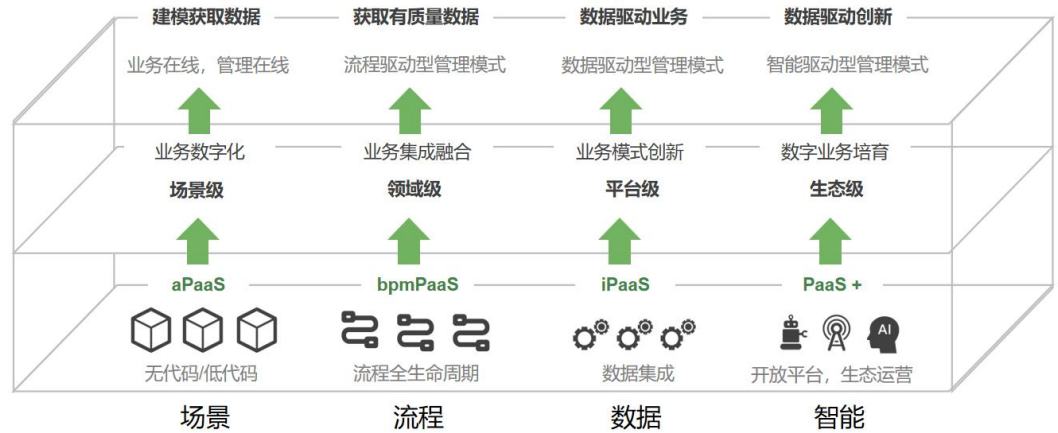 建模获取数据 获取有质量数据 数据驱动业务 数据驱动创新
业务在线，管理在线 流程驱动型管理模式 数据驱动型管理模式 智能驱动型管理模式
业务数字化 业务集成融合 业务模式创新 数字业务培育
场景级 领域级 平台级 生态级
aPaaS bpmPaaS iPaaS PaaS +
AI
无代码/低代码 流程全生命周期 数据集成 开放平台，生态运营
场景 流程 数据 智能